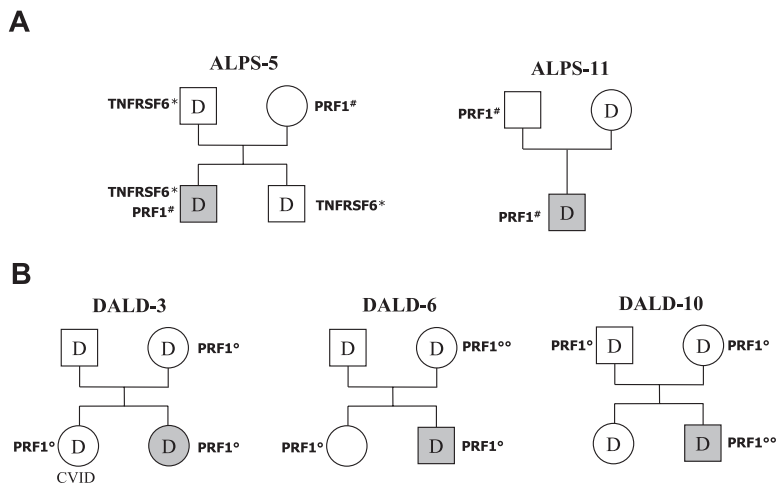 A
ALPS-5
ALPS-11
TNFRSF6* D PRF1#
PRF1# D
TNFRSF6*
PRF1# D D TNFRSF6*
PRF1# D
B
DALD-3
DALD-6
DALD-10
D D PRF1°
D D PRF1°°
PRF1° D D PRF1°
PRF1° D D PRF1°
CVID
PRF1° D PRF1°
D D PRF1°°